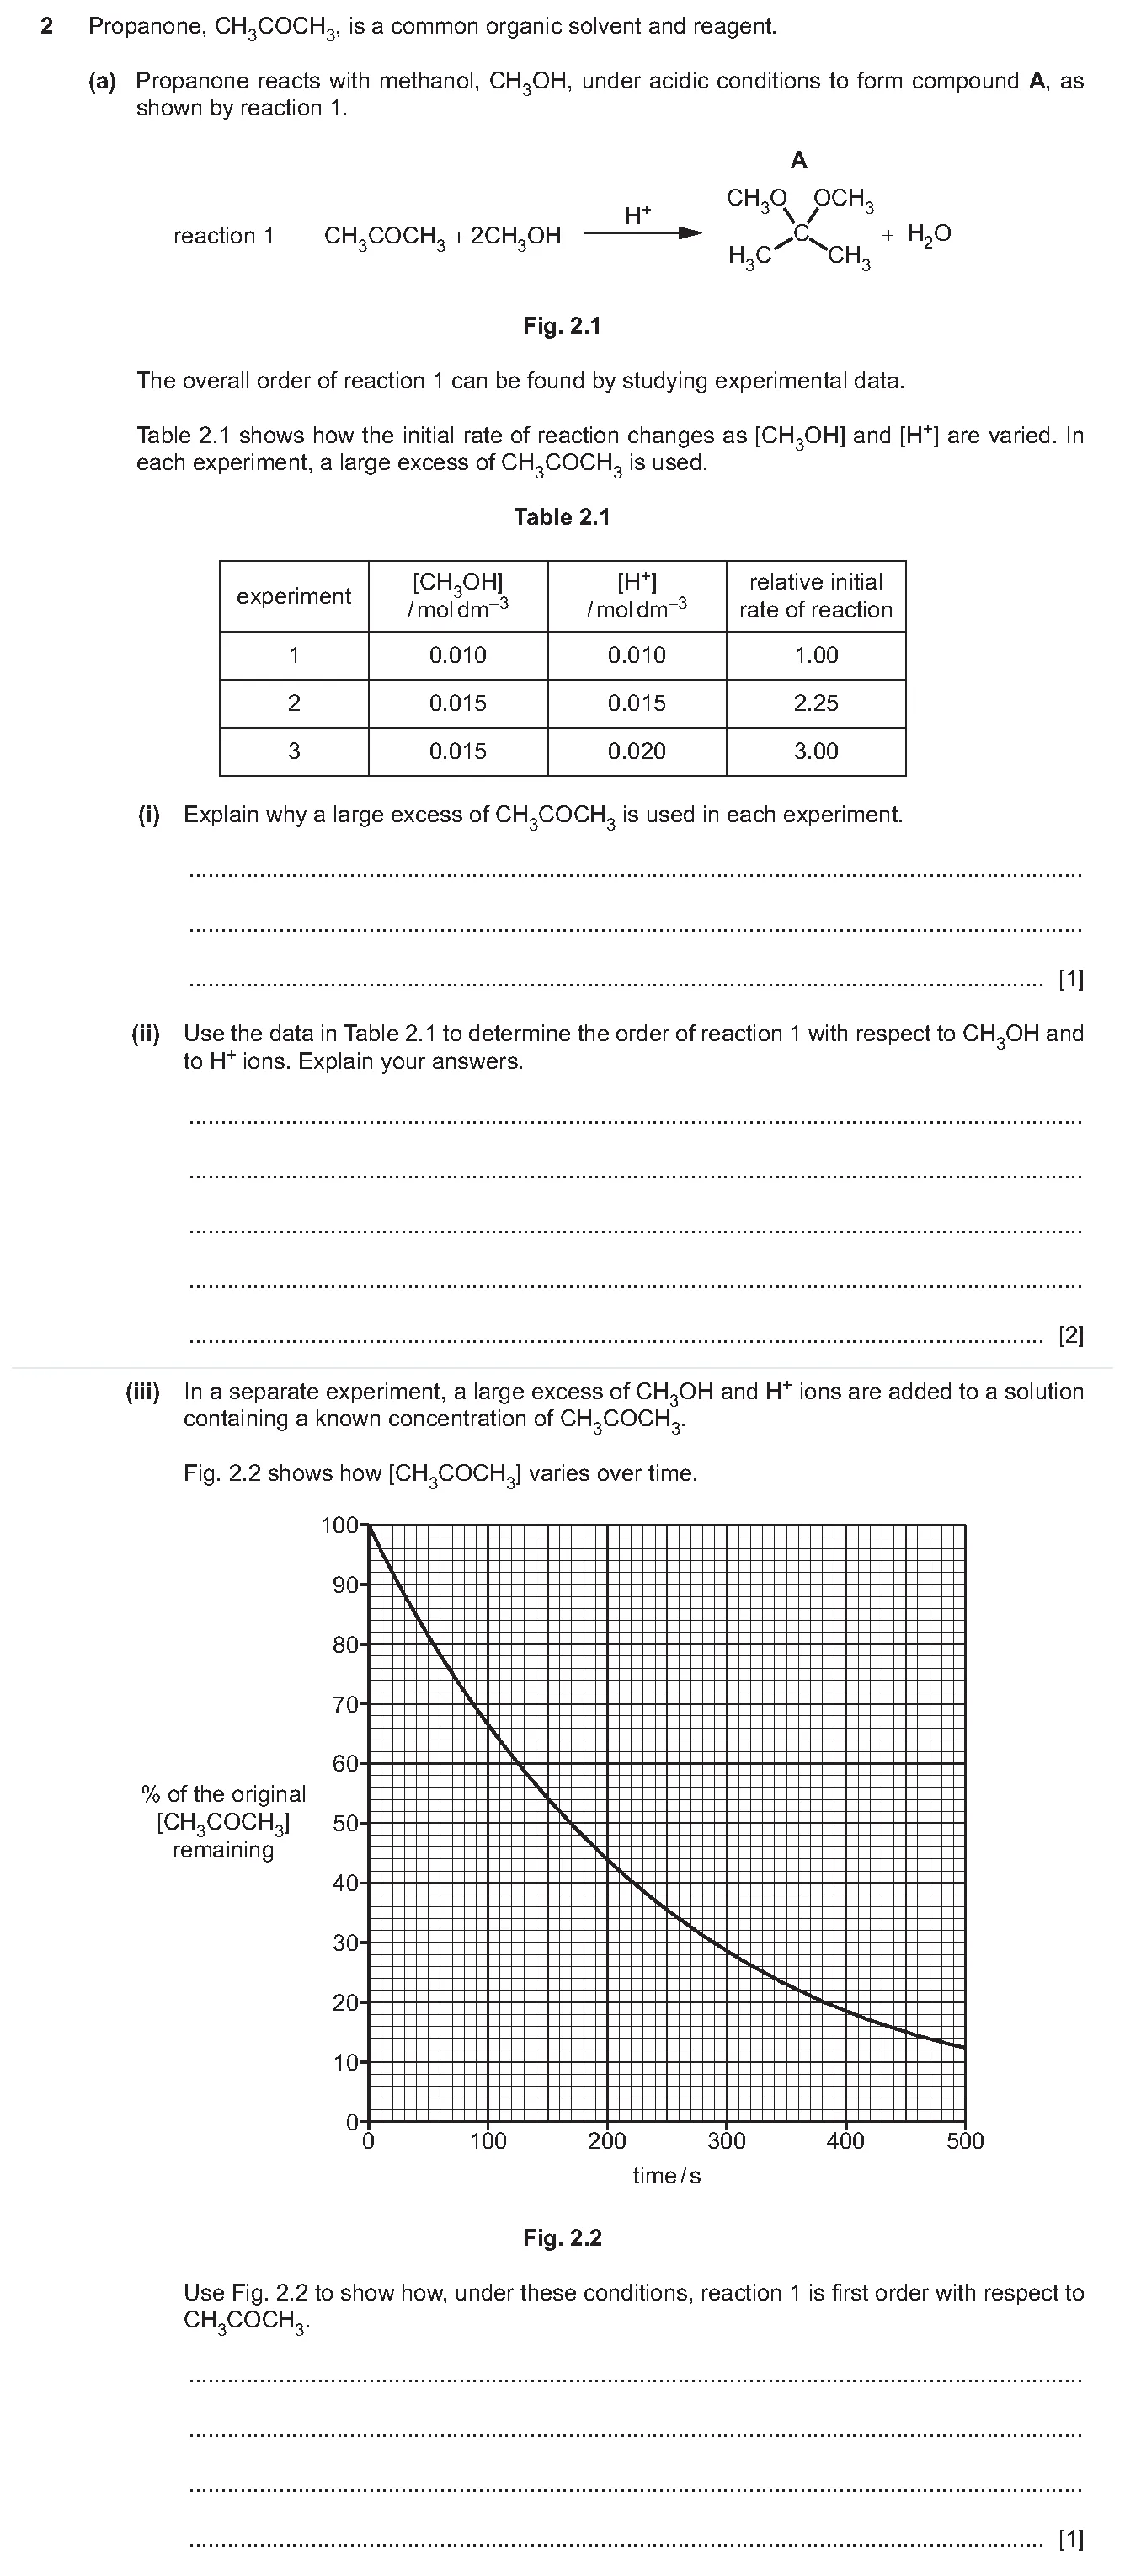 2 Propanone, CH₃COCH₃, is a common organic solvent and reagent.
(a) Propanone reacts with methanol, CH₃OH, under acidic conditions to form compound A, as
shown by reaction 1.
A
CH₃O OCH₃
reaction 1 CH₃COCH₃ + 2CH₃OH H⁺ C + H₂O
H₃C CH₃
Fig. 2.1
The overall order of reaction 1 can be found by studying experimental data.
Table 2.1 shows how the initial rate of reaction changes as [CH₃OH] and [H⁺] are varied. In
each experiment, a large excess of CH₃COCH₃ is used.
Table 2.1
experiment [CH₃OH] /mol dm⁻³ [H⁺] /mol dm⁻³ relative initial rate of reaction
1 0.010 0.010 1.00
2 0.015 0.015 2.25
3 0.015 0.020 3.00
(i) Explain why a large excess of CH₃COCH₃ is used in each experiment.
[1]
(ii) Use the data in Table 2.1 to determine the order of reaction 1 with respect to CH₃OH and
to H⁺ ions. Explain your answers.
[2]
(iii) In a separate experiment, a large excess of CH₃OH and H⁺ ions are added to a solution
containing a known concentration of CH₃COCH₃.
Fig. 2.2 shows how [CH₃COCH₃] varies over time.
100
90
80
70
60
% of the original
[CH₃COCH₃]
remaining
50
40
30
20
10
0
0 100 200 300 400 500
time/s
Fig. 2.2
Use Fig. 2.2 to show how, under these conditions, reaction 1 is first order with respect to
CH₃COCH₃.
[1]